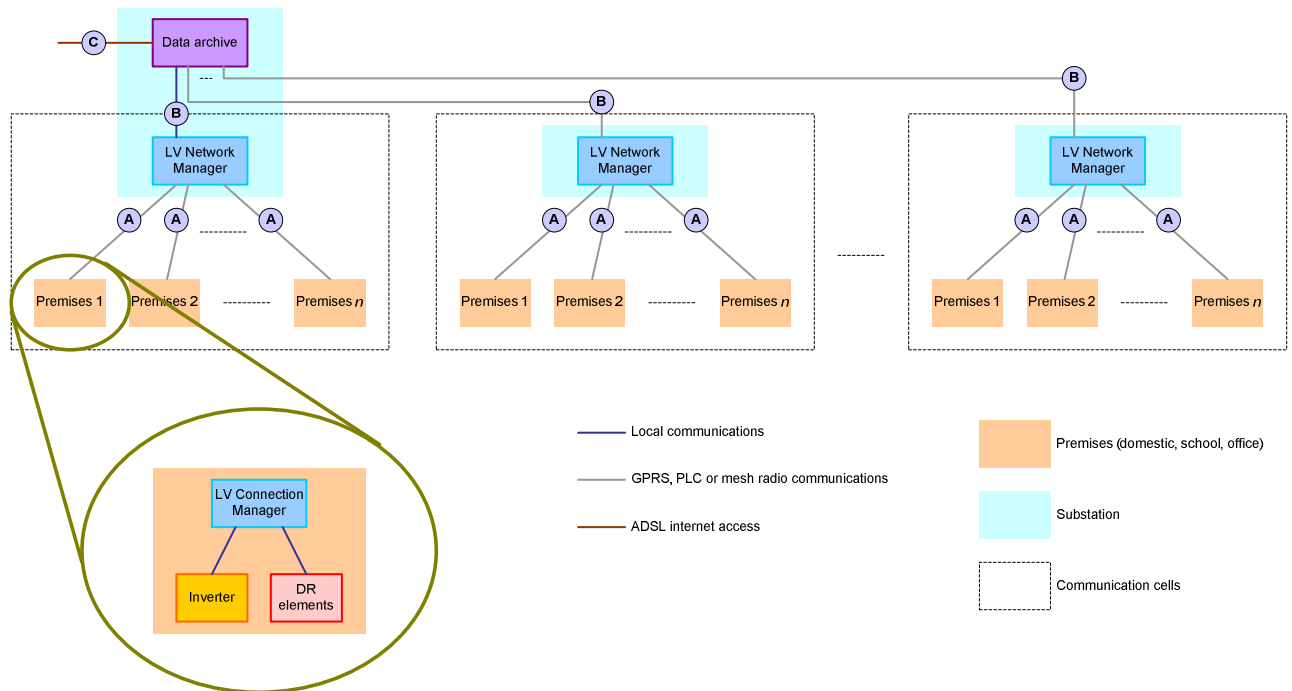 C
Data archive
B
B
B
LV Network
Manager
LV Network
Manager
LV Network
Manager
A
A
A
A
A
A
A
A
A
Premises 1
Premises 2
Premises n
Premises 1
Premises 2
Premises n
Premises 1
Premises 2
Premises n
Local communications
GPRS, PLC or mesh radio communications
ADSL internet access
Premises (domestic, school, office)
Substation
Communication cells
LV Connection
Manager
Inverter
DR
elements